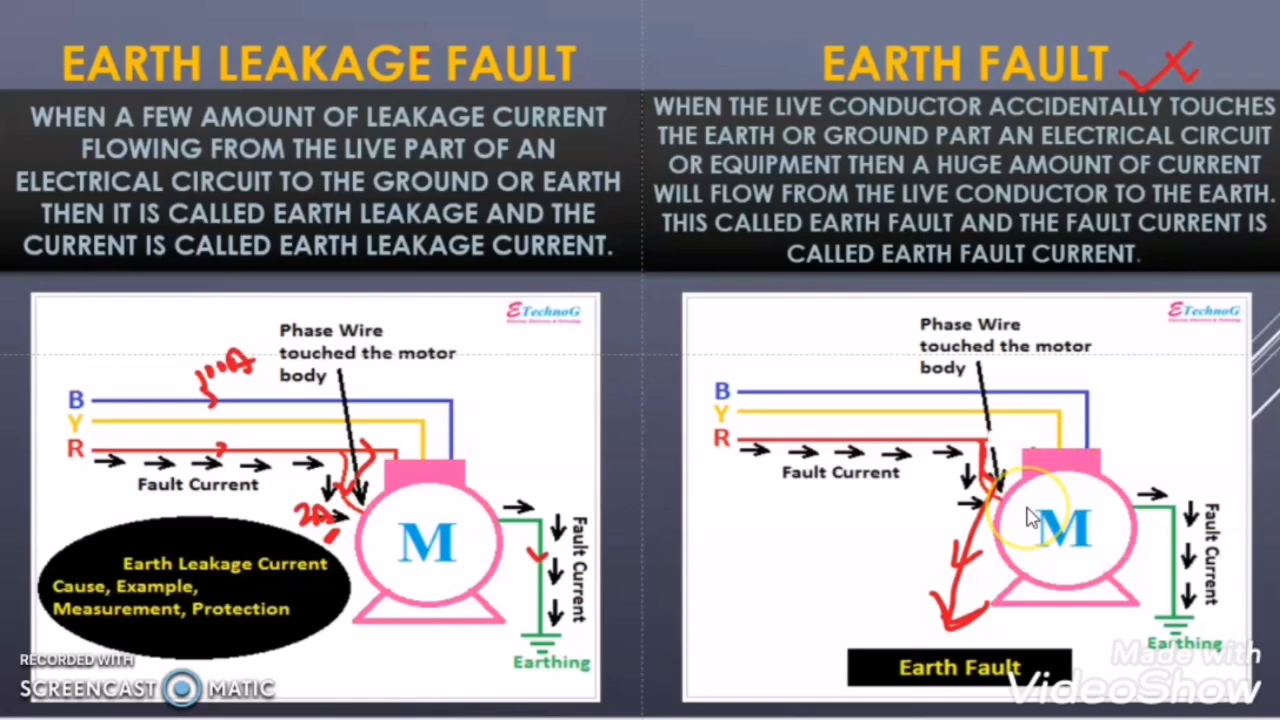 EARTH LEAKAGE FAULT
WHEN A FEW AMOUNT OF LEAKAGE CURRENT
FLOWING FROM THE LIVE PART OF AN
ELECTRICAL CIRCUIT TO THE GROUND OR EARTH
THEN IT IS CALLED EARTH LEAKAGE AND THE
CURRENT IS CALLED EARTH LEAKAGE CURRENT.
ETechnoG
Phase Wire
touched the motor
body
100A
B
Y
R
Fault Current
2A
M
Fault Current
Earth Leakage Current
Cause, Example,
Measurement, Protection
Earthing
RECORDED WITH
SCREENCAST MATIC
EARTH FAULT
WHEN THE LIVE CONDUCTOR ACCIDENTALLY TOUCHES
THE EARTH OR GROUND PART AN ELECTRICAL CIRCUIT
OR EQUIPMENT THEN A HUGE AMOUNT OF CURRENT
WILL FLOW FROM THE LIVE CONDUCTOR TO THE EARTH.
THIS CALLED EARTH FAULT AND THE FAULT CURRENT IS
CALLED EARTH FAULT CURRENT.
ETechnoG
Phase Wire
touched the motor
body
B
Y
R
Fault Current
M
Fault Current
Earthing
Earth Fault
Made with
VideoShow